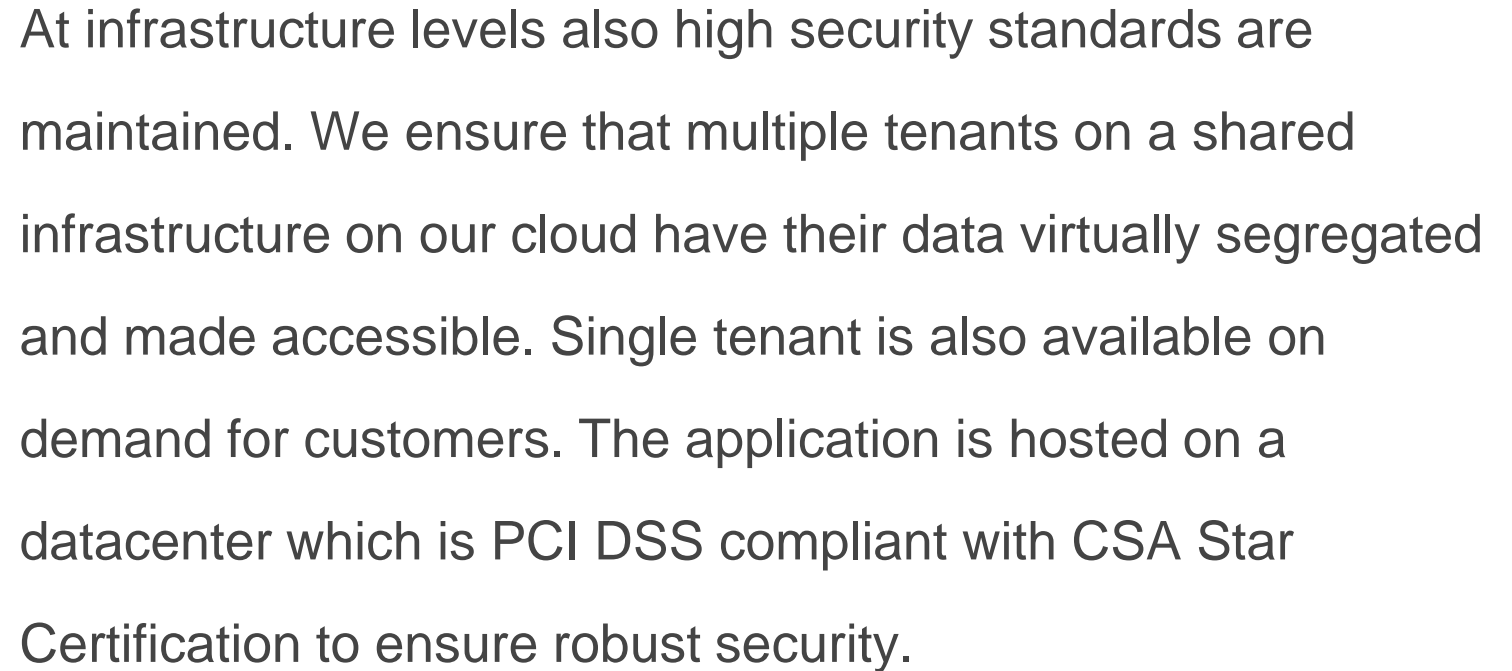 At infrastructure levels also high security standards are
maintained. We ensure that multiple tenants on a shared
infrastructure on our cloud have their data virtually segregated
and made accessible. Single tenant is also available on
demand for customers. The application is hosted on a
datacenter which is PCI DSS compliant with CSA Star
Certification to ensure robust security.